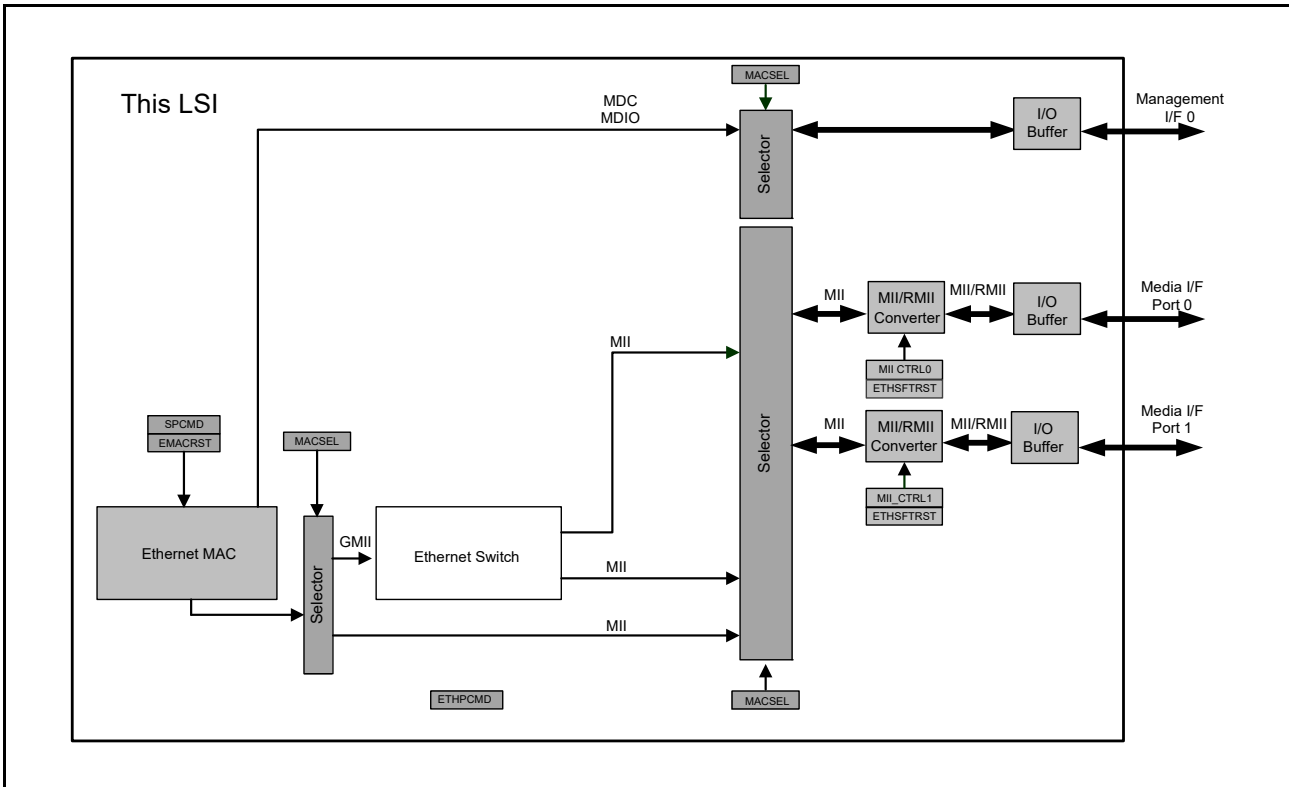 This LSI
MACSEL
MDC
MDIO
Selector
I/O
Buffer
Management
I/F 0
MII
MII/RMII
Converter
MII/RMII
I/O
Buffer
Media I/F
Port 0
MII CTRL0
ETHSFTRST
MII
Selector
MII
MII/RMII
Converter
MII/RMII
I/O
Buffer
Media I/F
Port 1
MII_CTRL1
ETHSFTRST
SPCMD
EMACRST
MACSEL
Ethernet MAC
Selector
GMII
Ethernet Switch
MII
MII
ETHPCMD
MACSEL